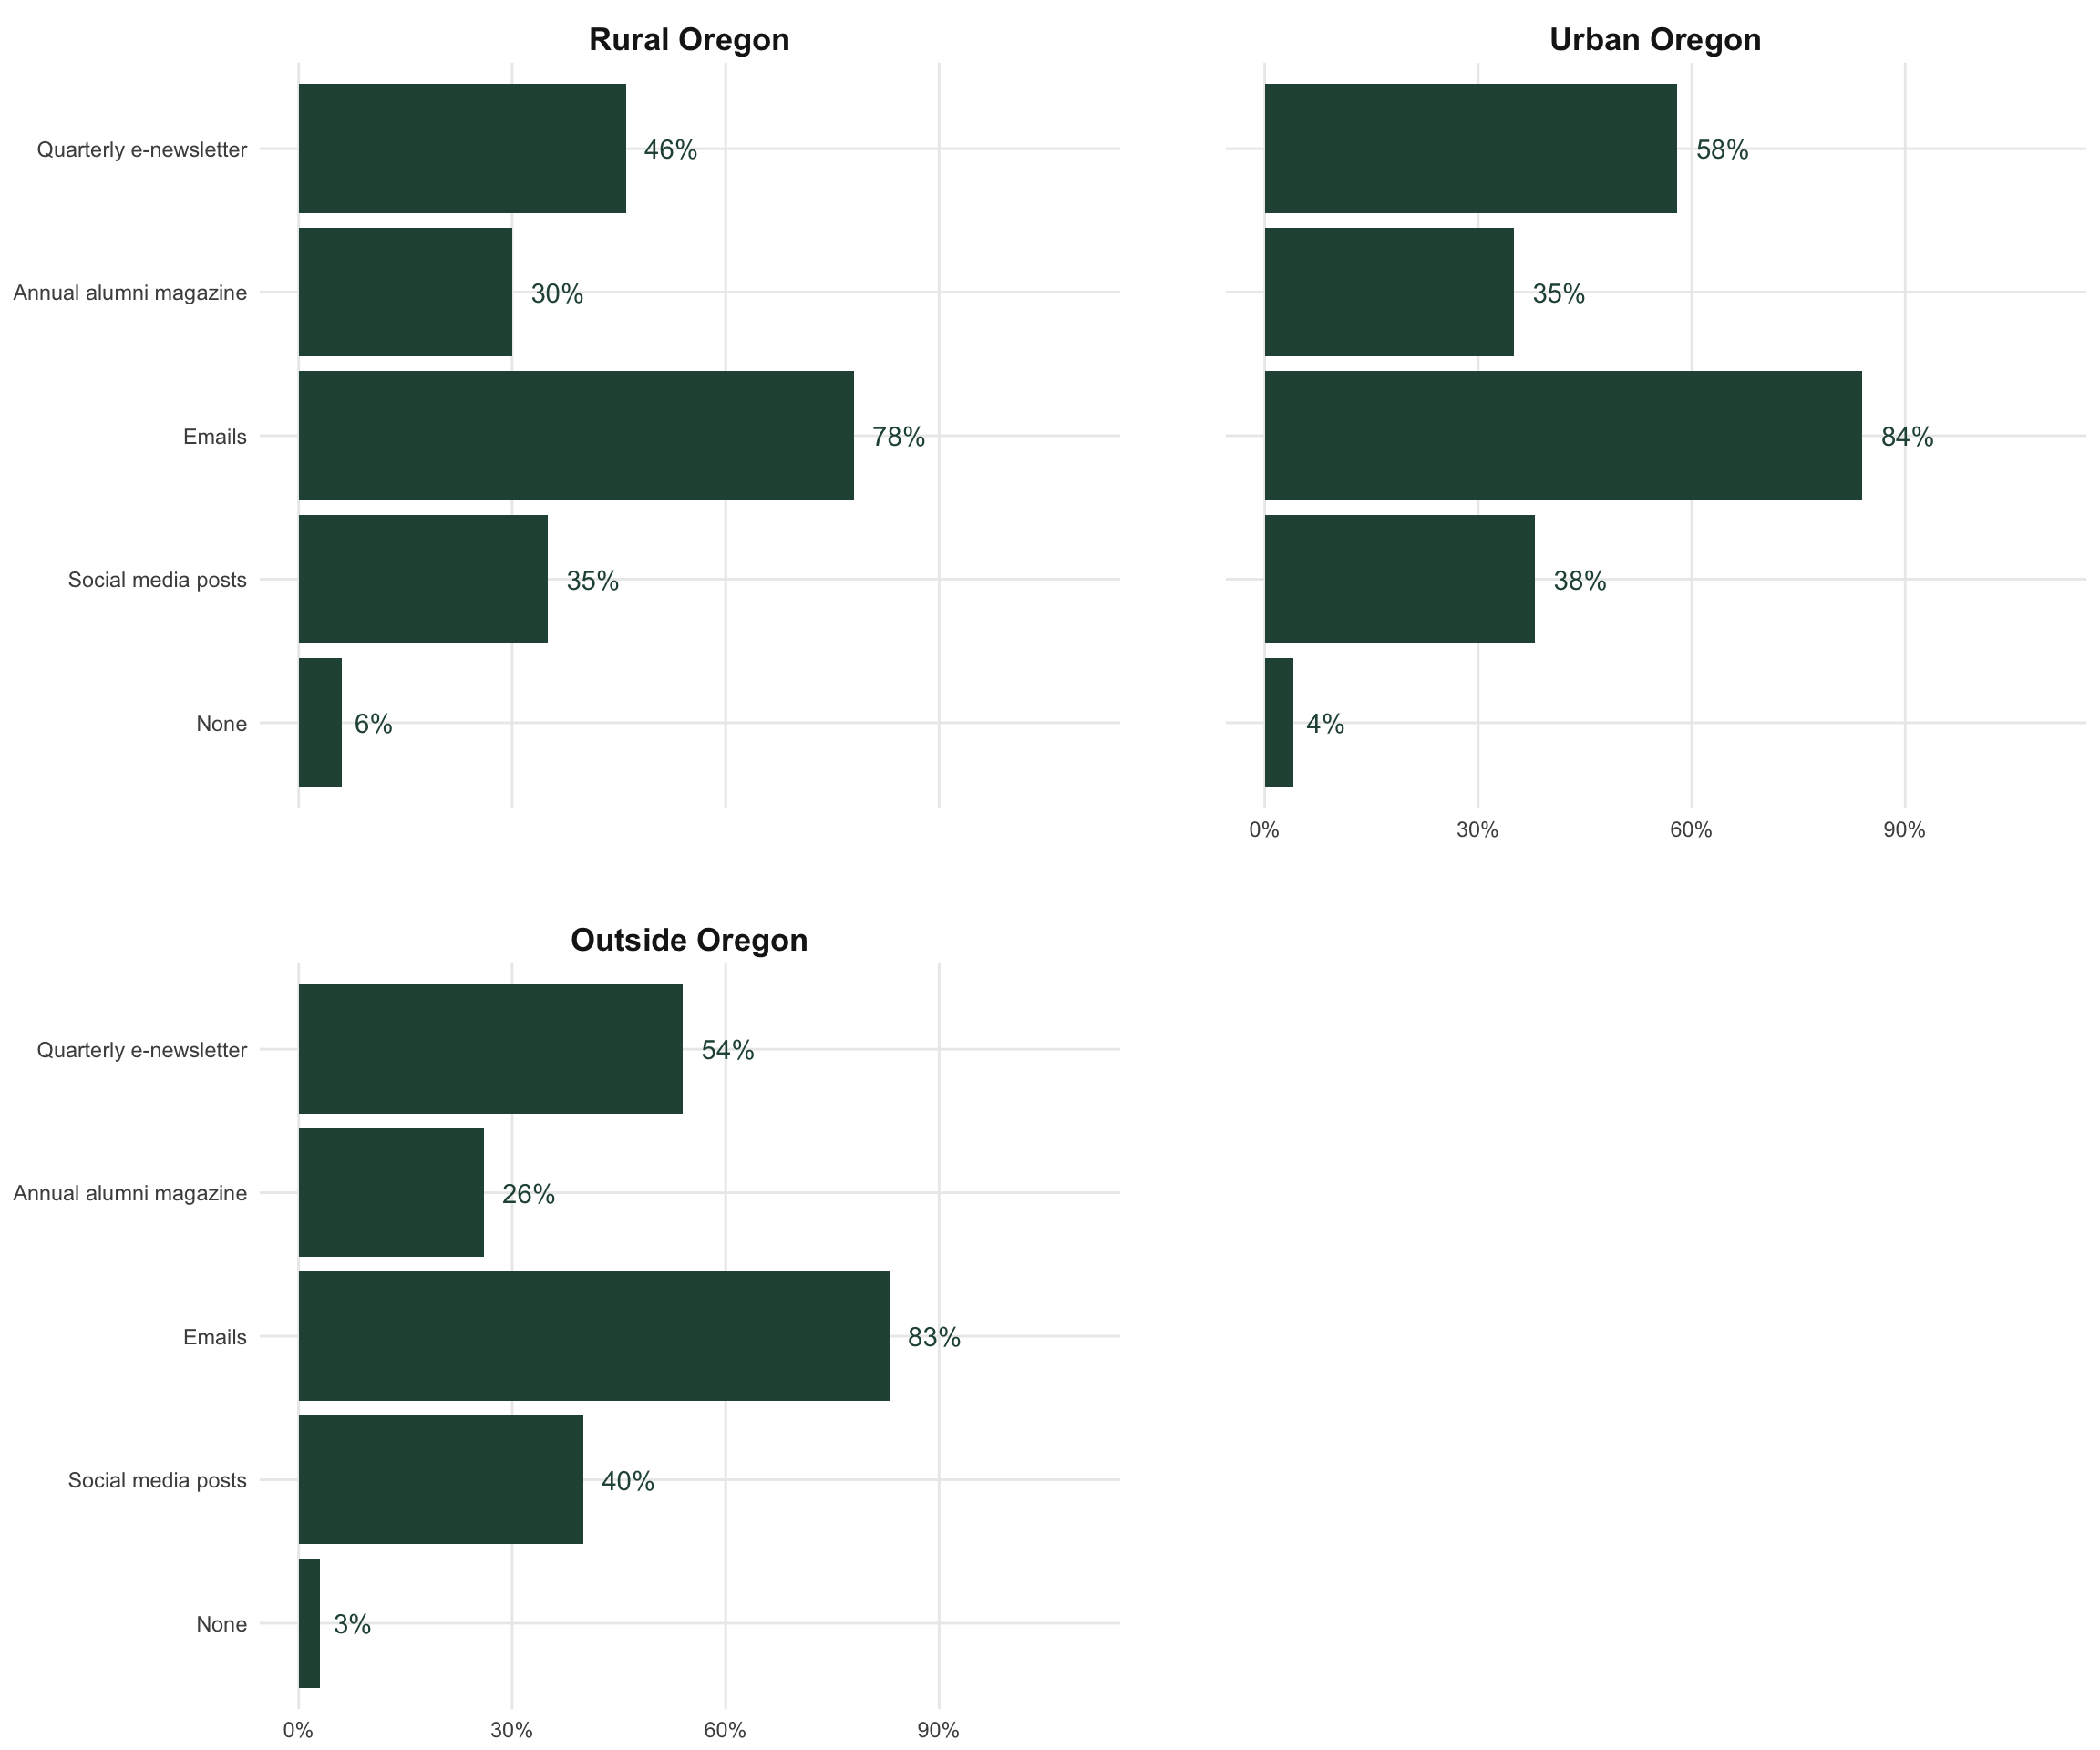 Rural Oregon
Quarterly e-newsletter 46%
Annual alumni magazine 30%
Emails 78%
Social media posts 35%
None 6%
Urban Oregon
58%
35%
84%
38%
4%
0% 30% 60% 90%
Outside Oregon
Quarterly e-newsletter 54%
Annual alumni magazine 26%
Emails 83%
Social media posts 40%
None 3%
0% 30% 60% 90%